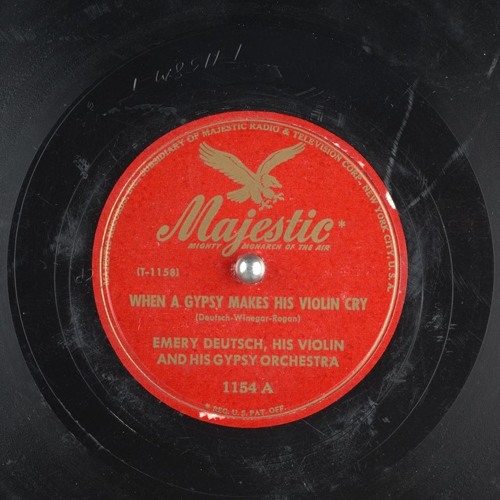 SUBSIDIARY OF MAJESTIC RADIO & TELEVISION CORP., NEW YORK CITY, U.S.A.
Majestic*
MIGHTY MONARCH OF THE AIR
(T-1158)
WHEN A GYPSY MAKES HIS VIOLIN CRY
(Deutsch-Winegar-Rogan)
EMERY DEUTSCH, HIS VIOLIN
AND HIS GYPSY ORCHESTRA
1154 A
* REG. U.S. PAT. OFF.